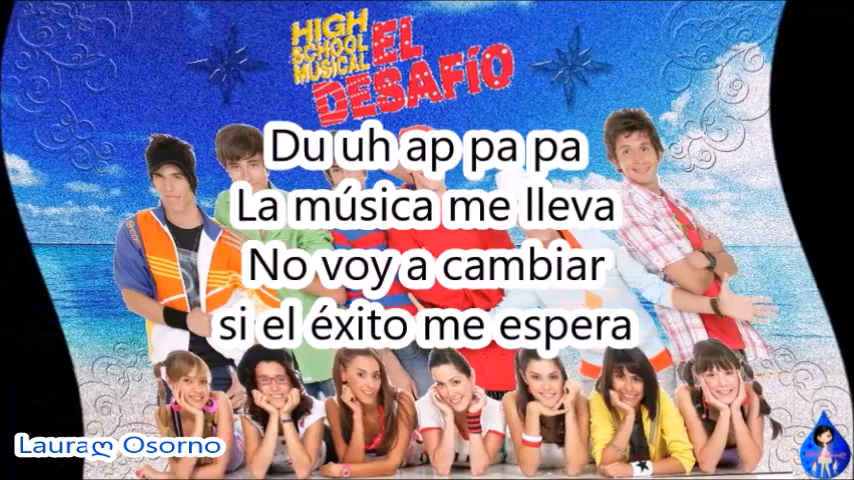 HIGH
SCHOOL
MUSICAL
EL
DESAFÍO
Du uh ap pa pa
La música me lleva
No voy a cambiar
si el éxito me espera
Lauraღ Osorno